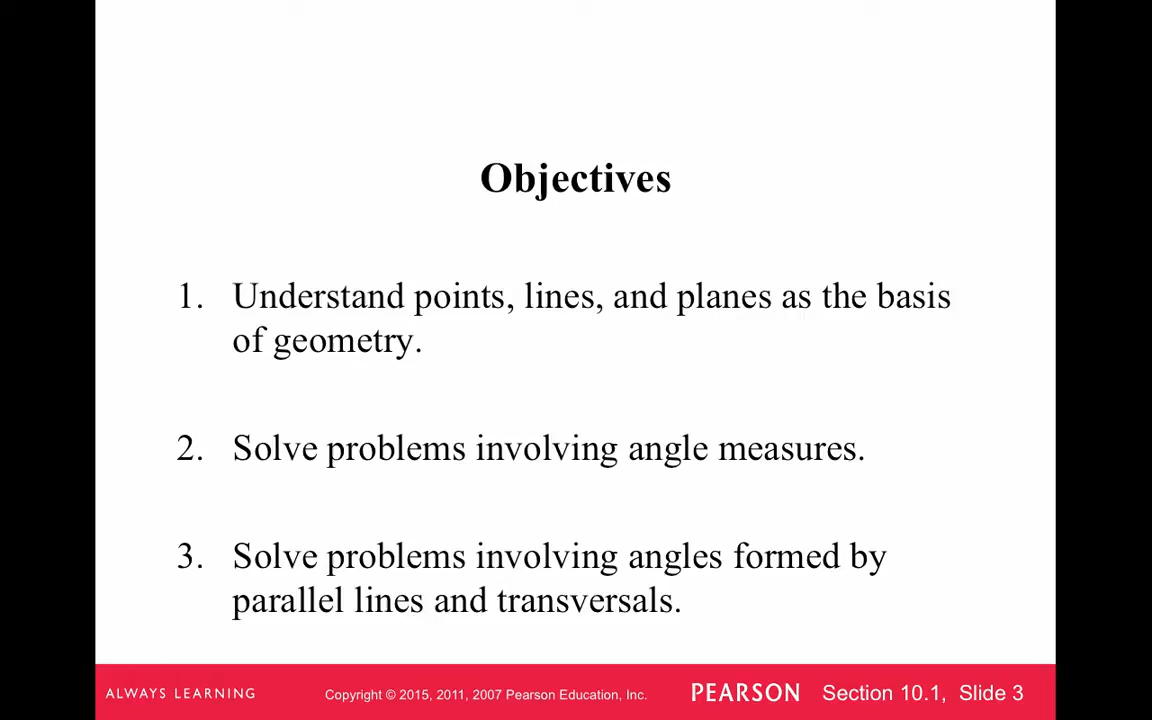 Objectives
1. Understand points, lines, and planes as the basis
of geometry.
2. Solve problems involving angle measures.
3. Solve problems involving angles formed by
parallel lines and transversals.
ALWAYS LEARNING Copyright © 2015, 2011, 2007 Pearson Education, Inc. PEARSON Section 10.1, Slide 3